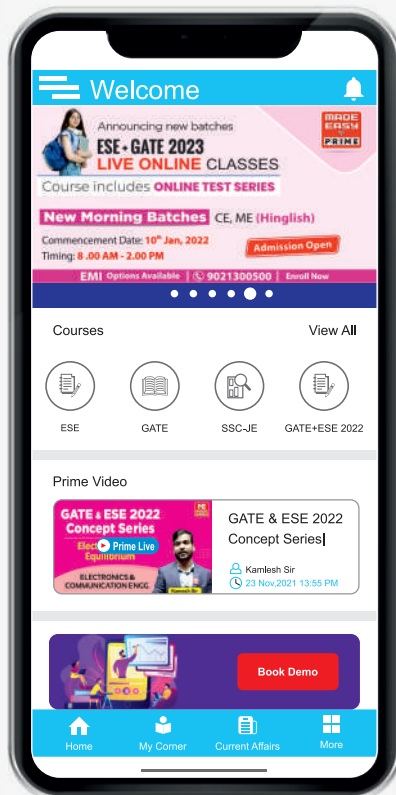 Welcome
Announcing new batches
ESE + GATE 2023
LIVE ONLINE CLASSES
MADE
EASY
PRIME
Course includes ONLINE TEST SERIES
New Morning Batches CE, ME (Hinglish)
Commencement Date: 10th Jan, 2022
Timing: 8 .00 AM - 2.00 PM
Admission Open
EMI Options Available | 9021300500 | Enroll Now
Courses
View All
ESE
GATE
SSC-JE
GATE+ESE 2022
Prime Video
GATE & ESE 2022
Concept Series
Prime Live
Equilibrium
ELECTRONICS &
COMMUNICATION ENGG.
Kamlesh Sir
GATE & ESE 2022
Concept Series
Kamlesh Sir
23 Nov,2021 13:55 PM
Book Demo
Home
My Corner
Current Affairs
More